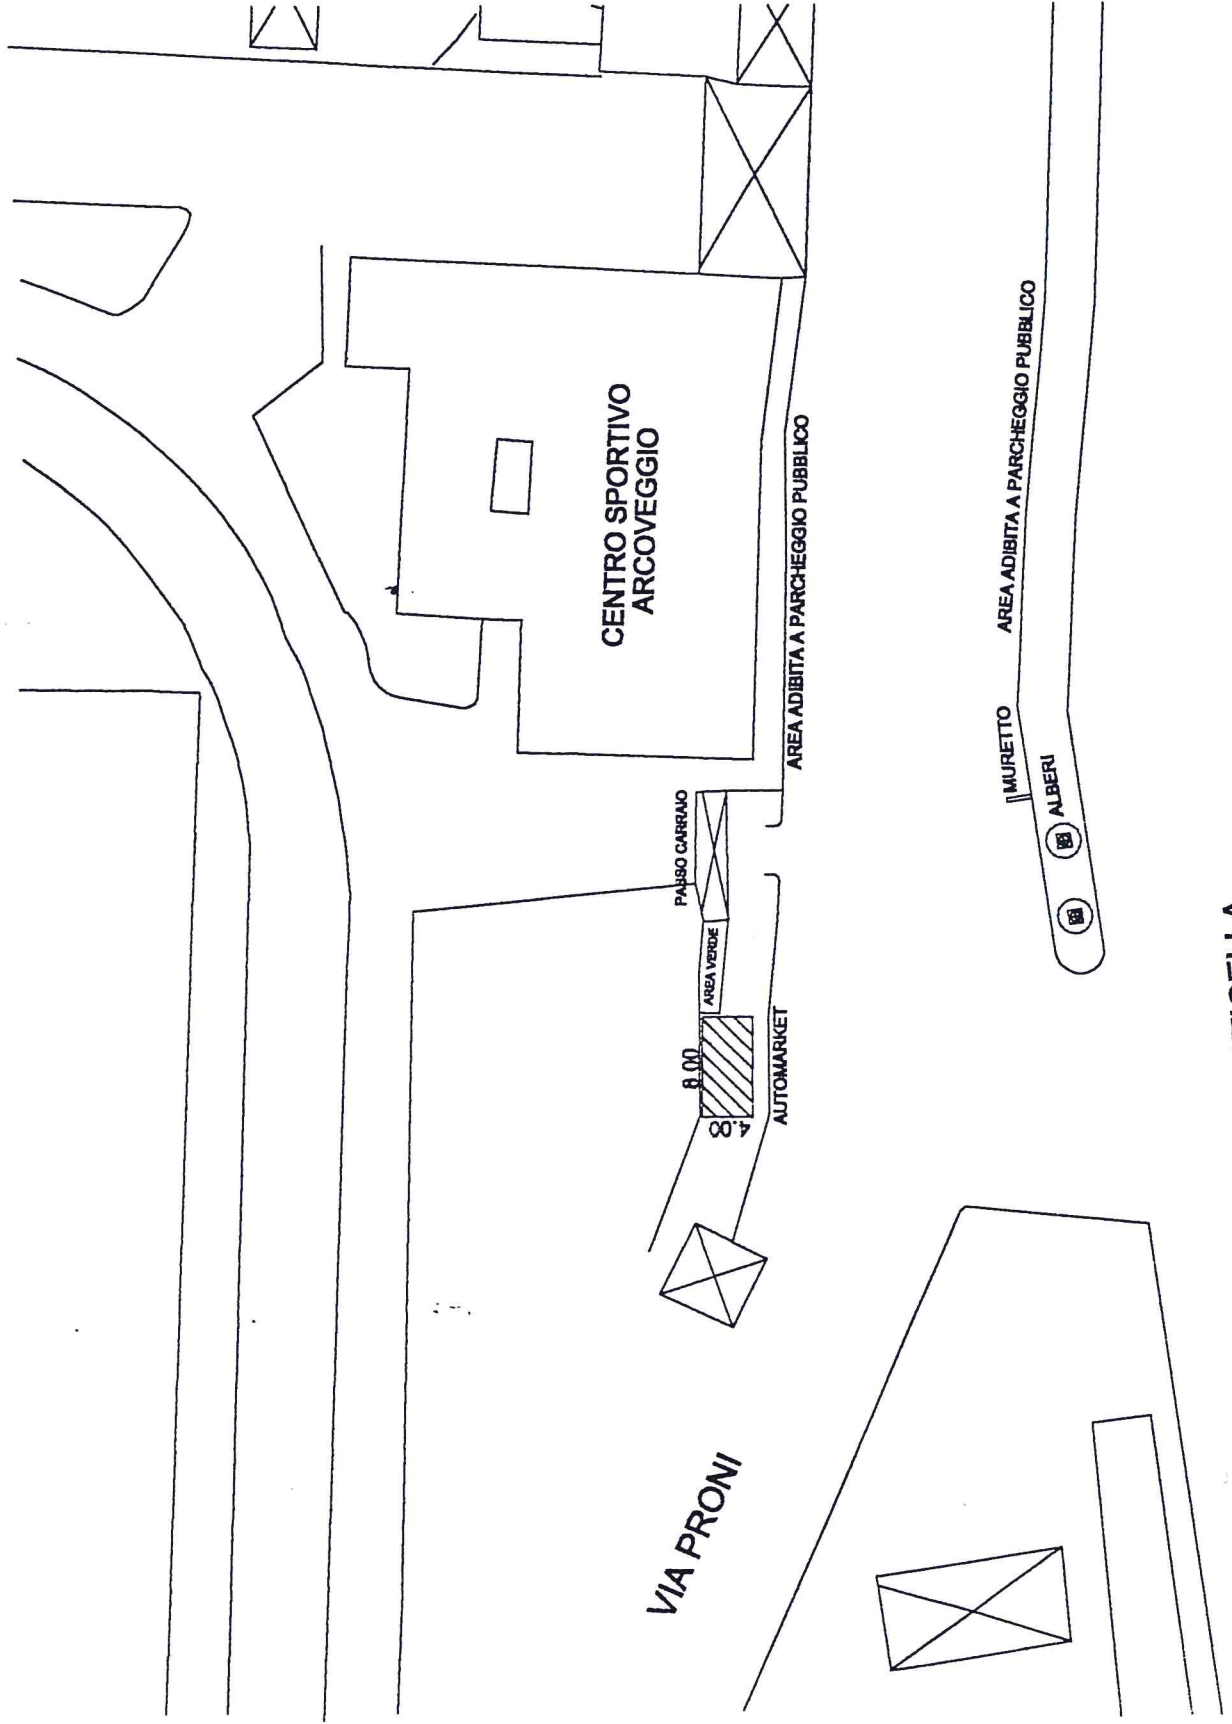 CENTRO SPORTIVO
ARCOVEGGIO
AREA ADIBITA A PARCHEGGIO PUBBLICO
AREA ADIBITA A PARCHEGGIO PUBBLICO
MURETTO
ALBERI
PASSO CARRAIO
AREA VERDE
8.00
4.00
AUTOMARKET
VIA PRONI